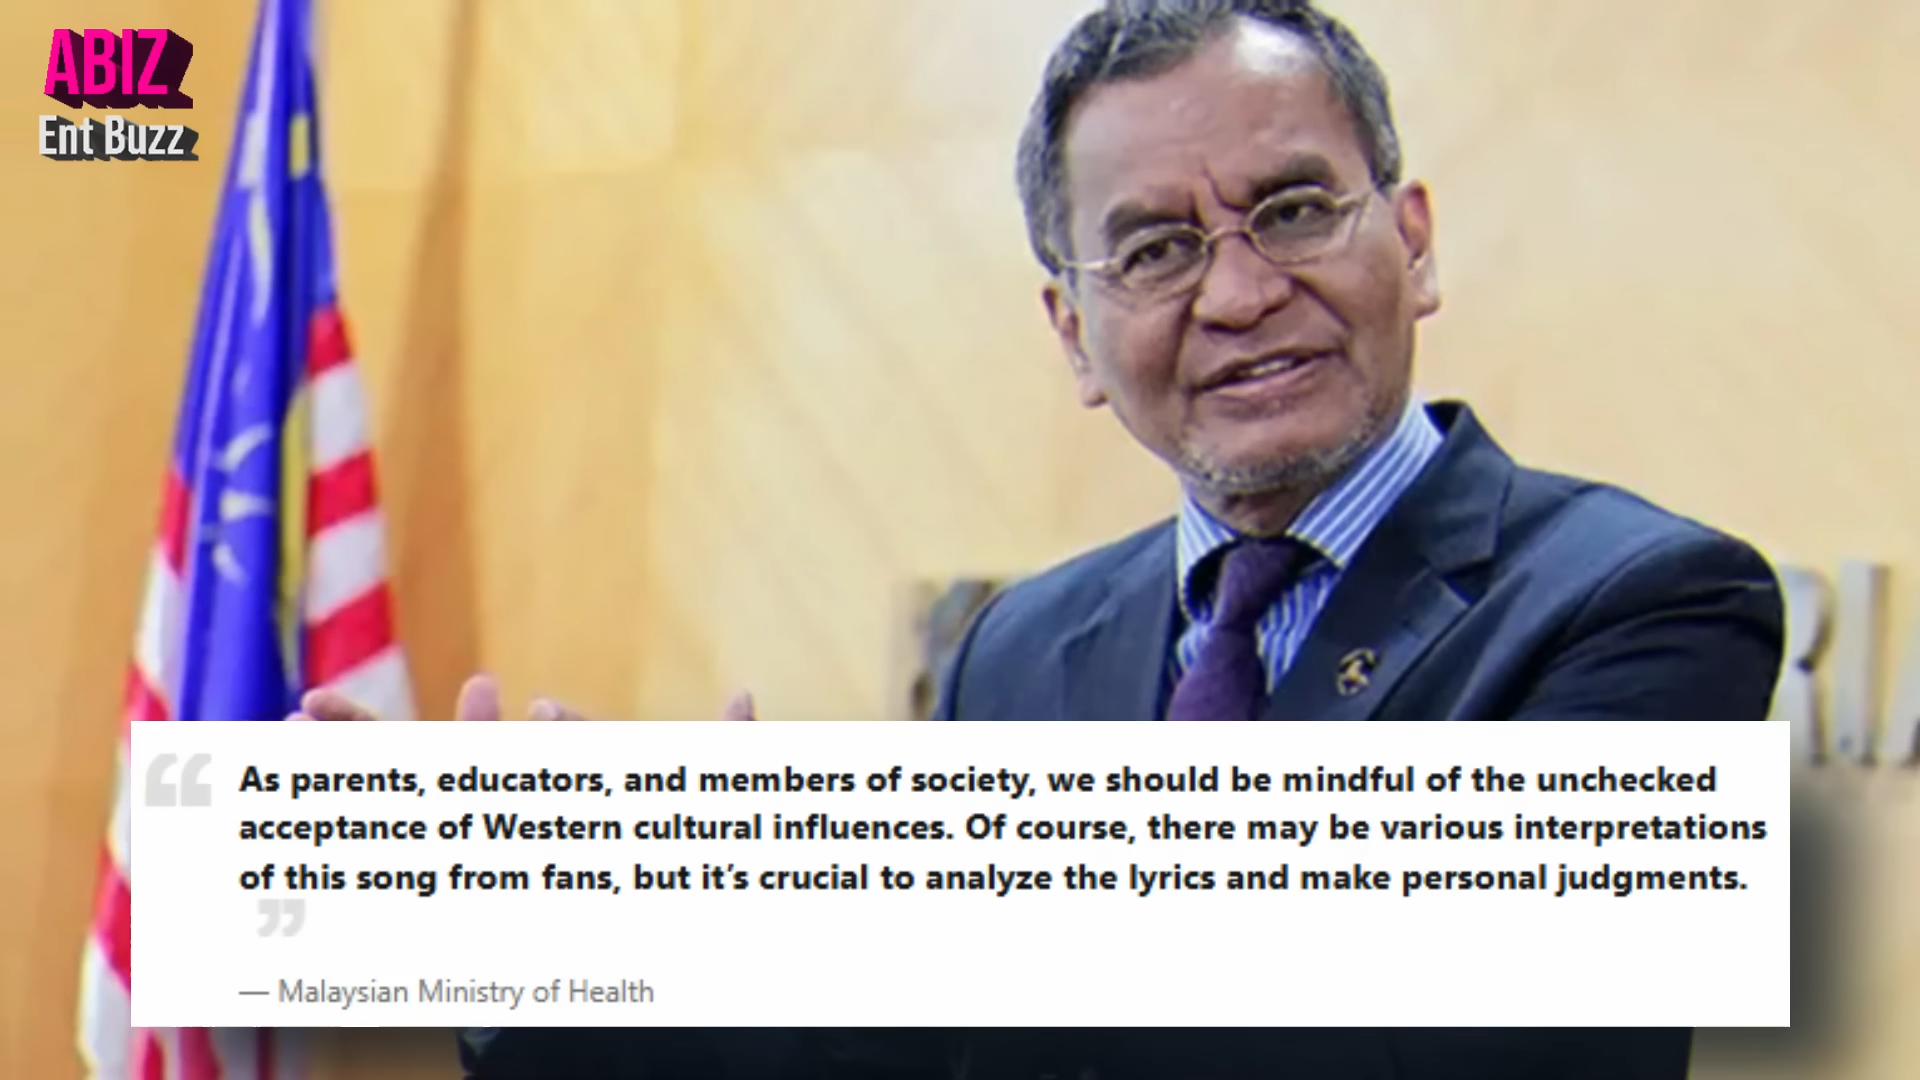 ABIZ
Ent Buzz
“ As parents, educators, and members of society, we should be mindful of the unchecked
acceptance of Western cultural influences. Of course, there may be various interpretations
of this song from fans, but it’s crucial to analyze the lyrics and make personal judgments.
”
— Malaysian Ministry of Health